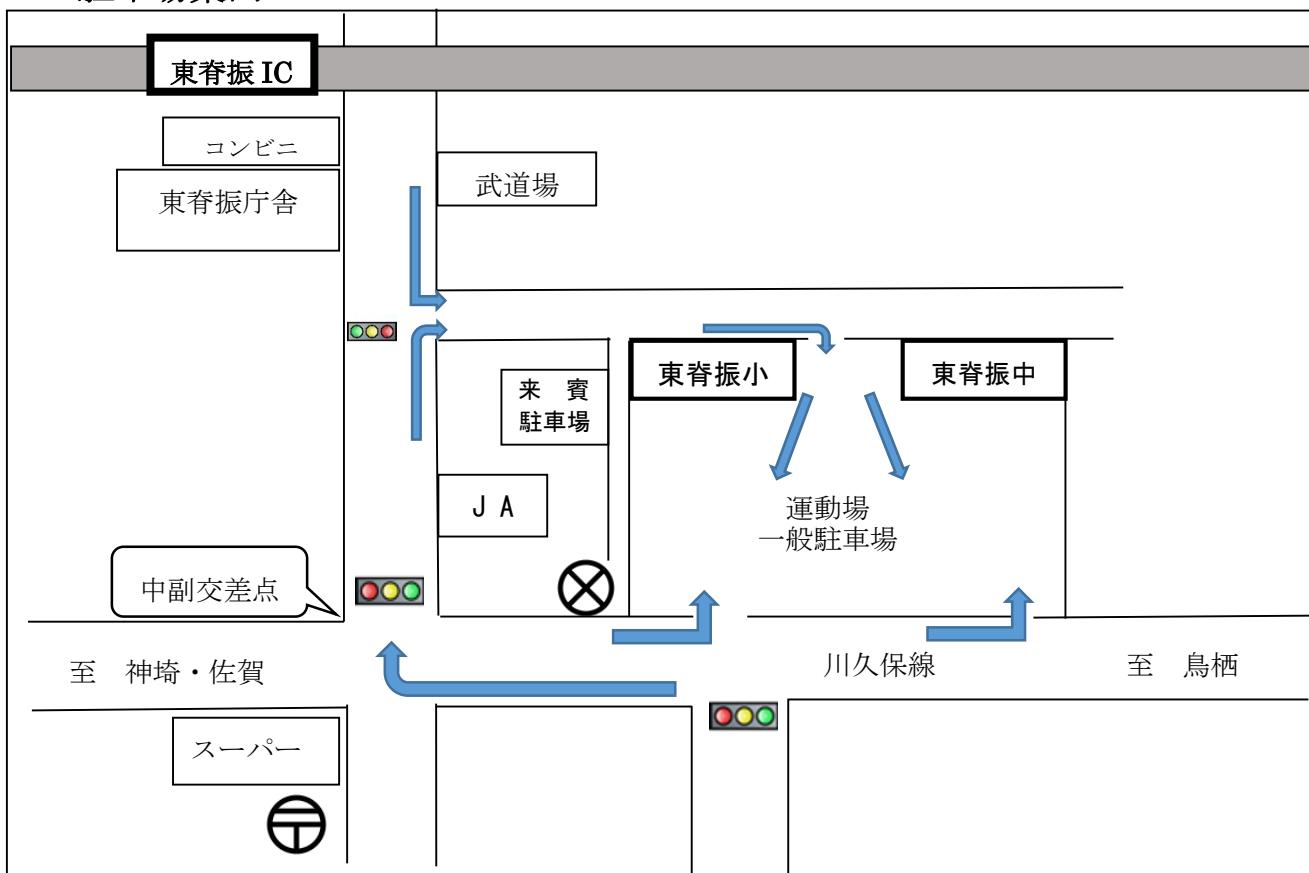 東脊振 IC
コンビニ
東脊振庁舎
武道場
東脊振小
東脊振中
来　賓
駐車場
ＪＡ
運動場
一般駐車場
中副交差点
至　神埼・佐賀
川久保線
至　鳥栖
スーパー